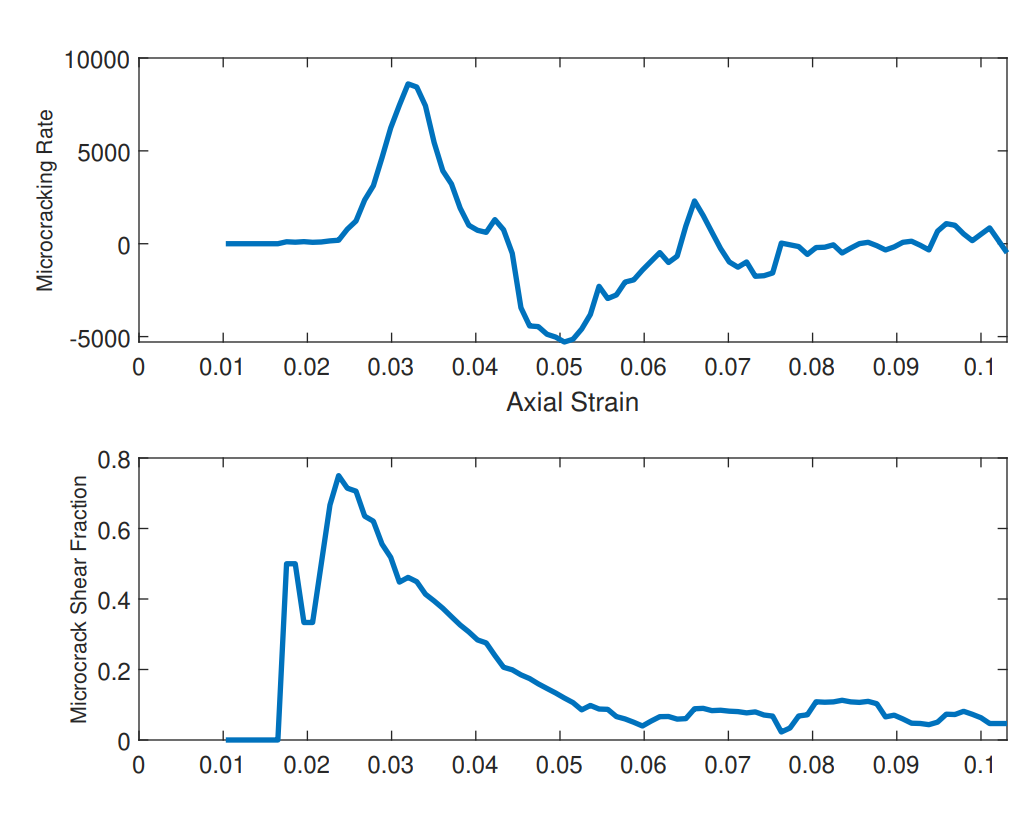 10000
5000
0
-5000
Microcracking Rate
0 0.01 0.02 0.03 0.04 0.05 0.06 0.07 0.08 0.09 0.1
Axial Strain
0.8
0.6
0.4
0.2
0
Microcrack Shear Fraction
0 0.01 0.02 0.03 0.04 0.05 0.06 0.07 0.08 0.09 0.1